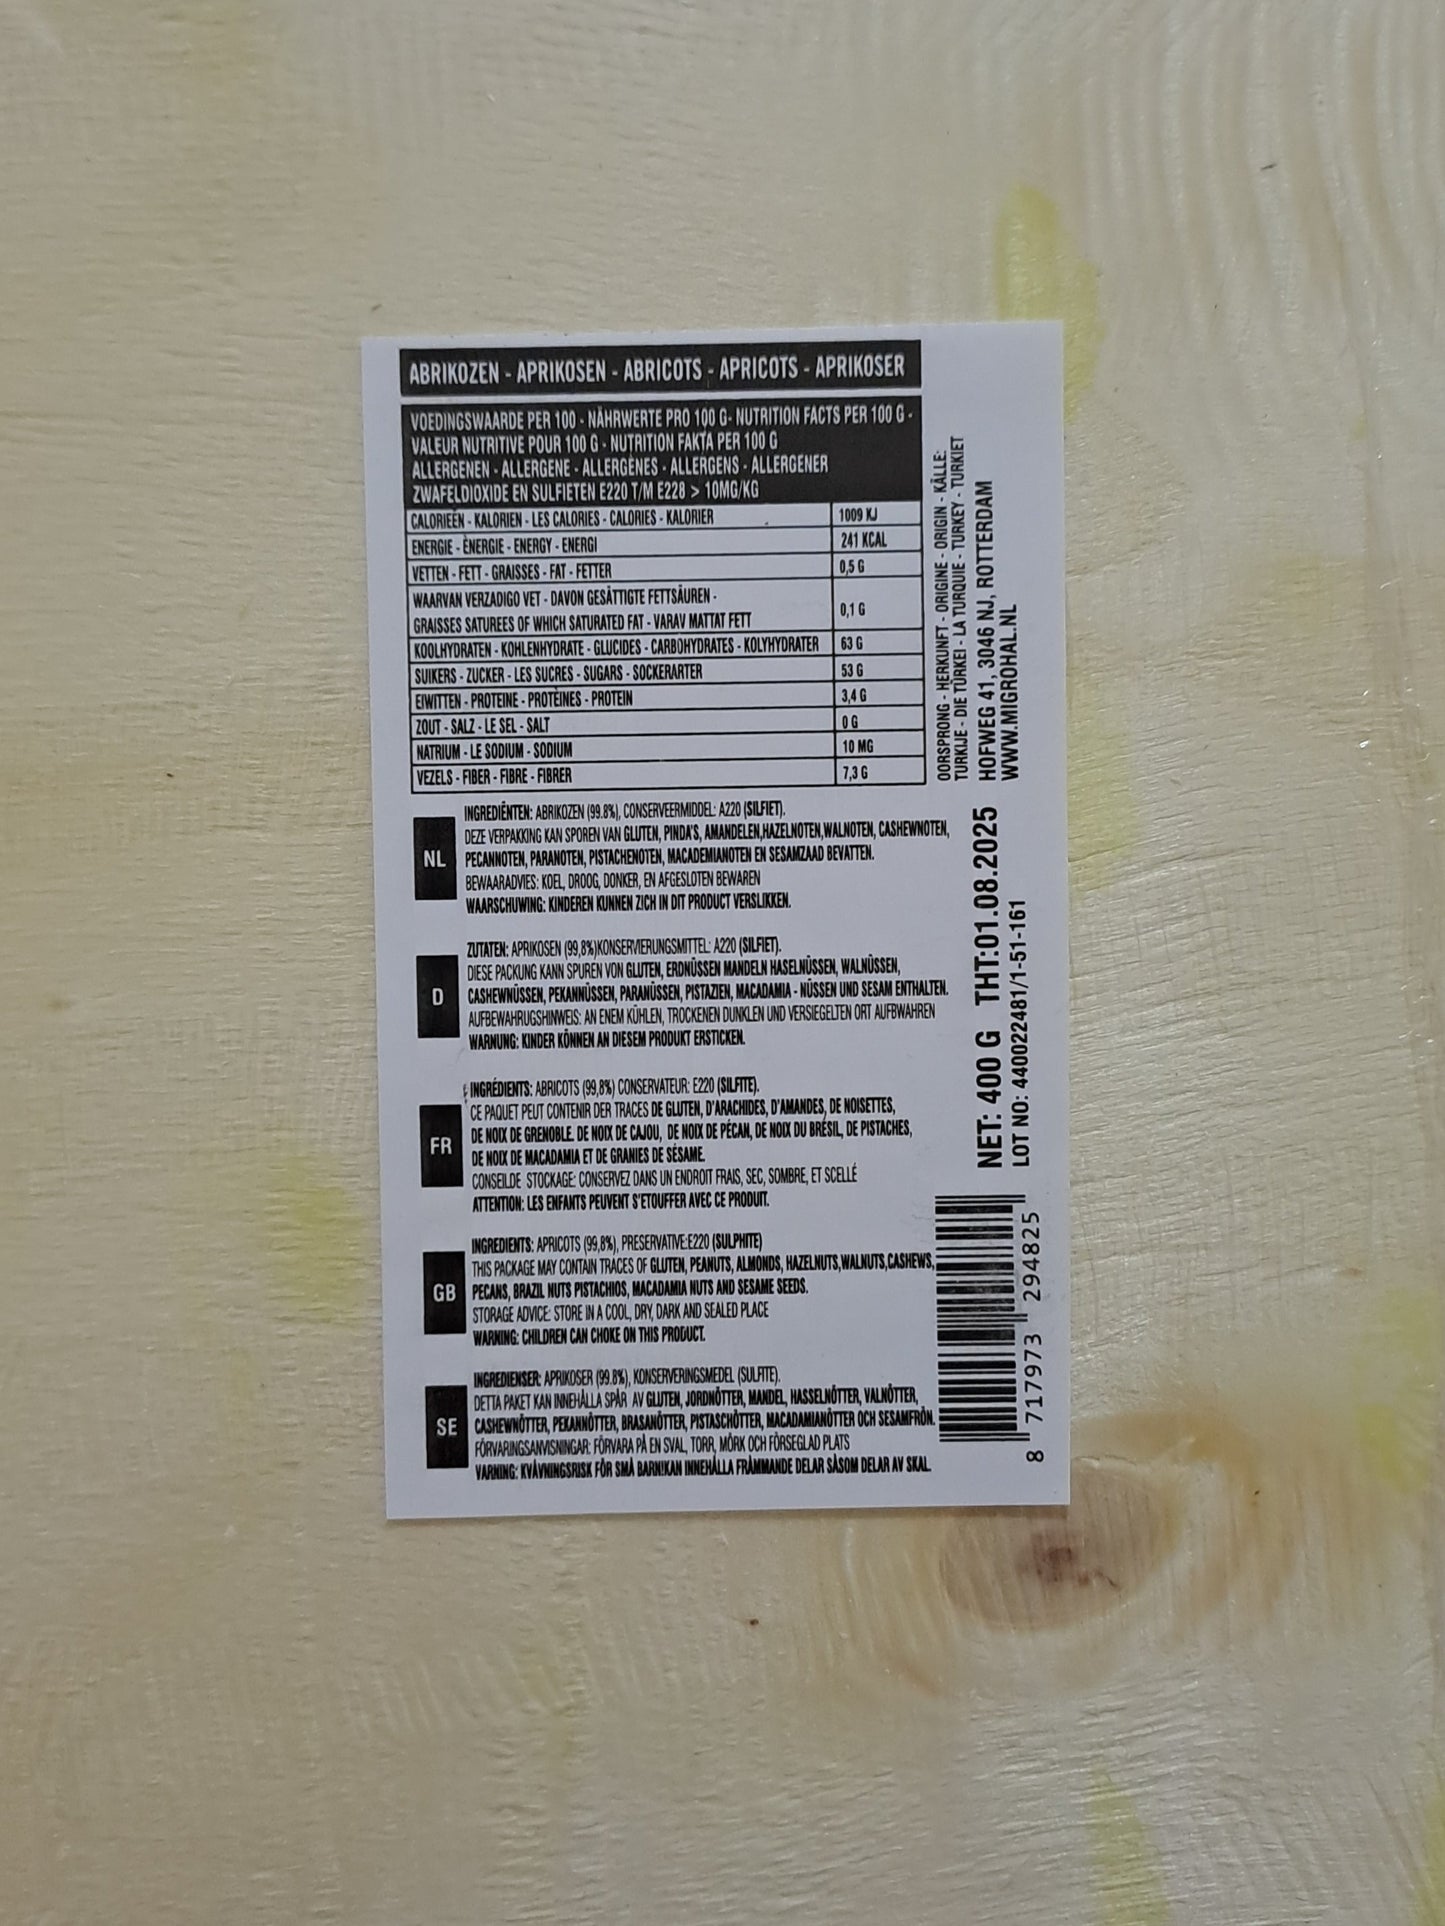 ABRIKOZEN - APRIKOSEN - ABRICOTS - APRICOTS - APRIKOSER
VOEDINGSWAARDE PER 100 - NÄHRWERTE PRO 100 G- NUTRITION FACTS PER 100 G -
VALEUR NUTRITIVE POUR 100 G - NUTRITION FAKTA PER 100 G
ALLERGENEN - ALLERGENE - ALLERGÈNES - ALLERGENS - ALLERGENER
ZWAFELDIOXIDE EN SULFIETEN E220 T/M E228 > 10MG/KG
CALORIEËN - KALORIEN - LES CALORIES - CALORIES - KALORIER 1009 KJ
ENERGIE - ÈNERGIE - ENERGY - ENERGI 241 KCAL
VETTEN - FETT - GRAISSES - FAT - FETTER 0,5 G
WAARVAN VERZADIGO VET - DAVON GESÄTTIGTE FETTSÄUREN -
GRAISSES SATUREES OF WHICH SATURATED FAT - VARAV MATTAT FETT 0,1 G
KOOLHYDRATEN - KOHLENHYDRATE - GLUCIDES - CARBOHYDRATES - KOLYHYDRATER 63 G
SUIKERS - ZUCKER - LES SUCRES - SUGARS - SOCKERARTER 53 G
EIWITTEN - PROTEINE - PROTÉINES - PROTEIN 3,4 G
ZOUT - SALZ - LE SEL - SALT 0 G
NATRIUM - LE SODIUM - SODIUM 10 MG
VEZELS - FIBER - FIBRE - FIBRER 7,3 G
NL
INGREDIËNTEN: ABRIKOZEN (99.8%), CONSERVEERMIDDEL: A220 (SILFIET).
DEZE VERPAKKING KAN SPOREN VAN GLUTEN, PINDA'S, AMANDELEN,HAZELNOTEN,WALNOTEN, CASHEWNOTEN,
PECANNOTEN, PARANOTEN, PISTACHENOTEN, MACADEMIANOTEN EN SESAMZAAD BEVATTEN.
BEWAARADVIES: KOEL, DROOG, DONKER, EN AFGESLOTEN BEWAREN
WAARSCHUWING: KINDEREN KUNNEN ZICH IN DIT PRODUCT VERSLIKKEN.
D
ZUTATEN: APRIKOSEN (99,8%)KONSERVIERUNGSMITTEL: A220 (SILFIET).
DIESE PACKUNG KANN SPUREN VON GLUTEN, ERDNÜSSEN MANDELN HASELNÜSSEN, WALNÜSSEN,
CASHEWNÜSSEN, PEKANNÜSSEN, PARANÜSSEN, PISTAZIEN, MACADAMIA - NÜSSEN UND SESAM ENTHALTEN.
AUFBEWAHRUGSHINWEIS: AN ENEM KÜHLEN, TROCKENEN DUNKLEN UND VERSIEGELTEN ORT AUFBWAHREN
WARNUNG: KINDER KÖNNEN AN DIESEM PRODUKT ERSTICKEN.
FR
INGRÉDIENTS: ABRICOTS (99,8%) CONSERVATEUR: E220 (SILFITE).
CE PAQUET PEUT CONTENIR DER TRACES DE GLUTEN, D'ARACHIDES, D'AMANDES, DE NOISETTES,
DE NOIX DE GRENOBLE. DE NOIX DE CAJOU, DE NOIX DE PÉCAN, DE NOIX DU BRÉSIL, DE PISTACHES,
DE NOIX DE MACADAMIA ET DE GRANIES DE SÉSAME.
CONSEILDE STOCKAGE: CONSERVEZ DANS UN ENDROIT FRAIS, SEC, SOMBRE, ET SCELLÉ
ATTENTION: LES ENFANTS PEUVENT S'ETOUFFER AVEC CE PRODUIT.
GB
INGREDIENTS: APRICOTS (99,8%), PRESERVATIVE:E220 (SULPHITE)
THIS PACKAGE MAY CONTAIN TRACES OF GLUTEN, PEANUTS, ALMONDS, HAZELNUTS,WALNUTS,CASHEWS,
PECANS, BRAZIL NUTS PISTACHIOS, MACADAMIA NUTS AND SESAME SEEDS.
STORAGE ADVICE: STORE IN A COOL, DRY, DARK AND SEALED PLACE
WARNING: CHILDREN CAN CHOKE ON THIS PRODUCT.
SE
INGREDIENSER: APRIKOSER (99.8%), KONSERVERINGSMEDEL (SULFITE).
DETTA PAKET KAN INNEHÅLLA SPÅR AV GLUTEN, JORDNÖTTER, MANDEL, HASSELNÖTTER, VALNÖTTER,
CASHEWNÖTTER, PEKANNÖTTER, BRASANÖTTER, PISTASCHÖTTER, MACADAMIANÖTTER OCH SESAMFRÖN.
FÖRVARINGSANVISNINGAR: FÖRVARA PÅ EN SVAL, TORR, MÖRK OCH FÖRSEGLAD PLATS
VARNING: KVÄVNINGSRISK FÖR SMÅ BARN!KAN INNEHÅLLA FRÄMMANDE DELAR SÅSOM DELAR AV SKAL.
OORSPRONG - HERKUNFT - ORIGINE - ORIGIN - KÄLLE:
TURKIJE - DIE TÜRKEI - LA TURQUIE - TURKEY - TURKIET
HOFWEG 41, 3046 NJ, ROTTERDAM
WWW.MIGROHAL.NL
NET: 400 G THT:01.08.2025
LOT NO: 440022481/1-51-161
8 717973 294825